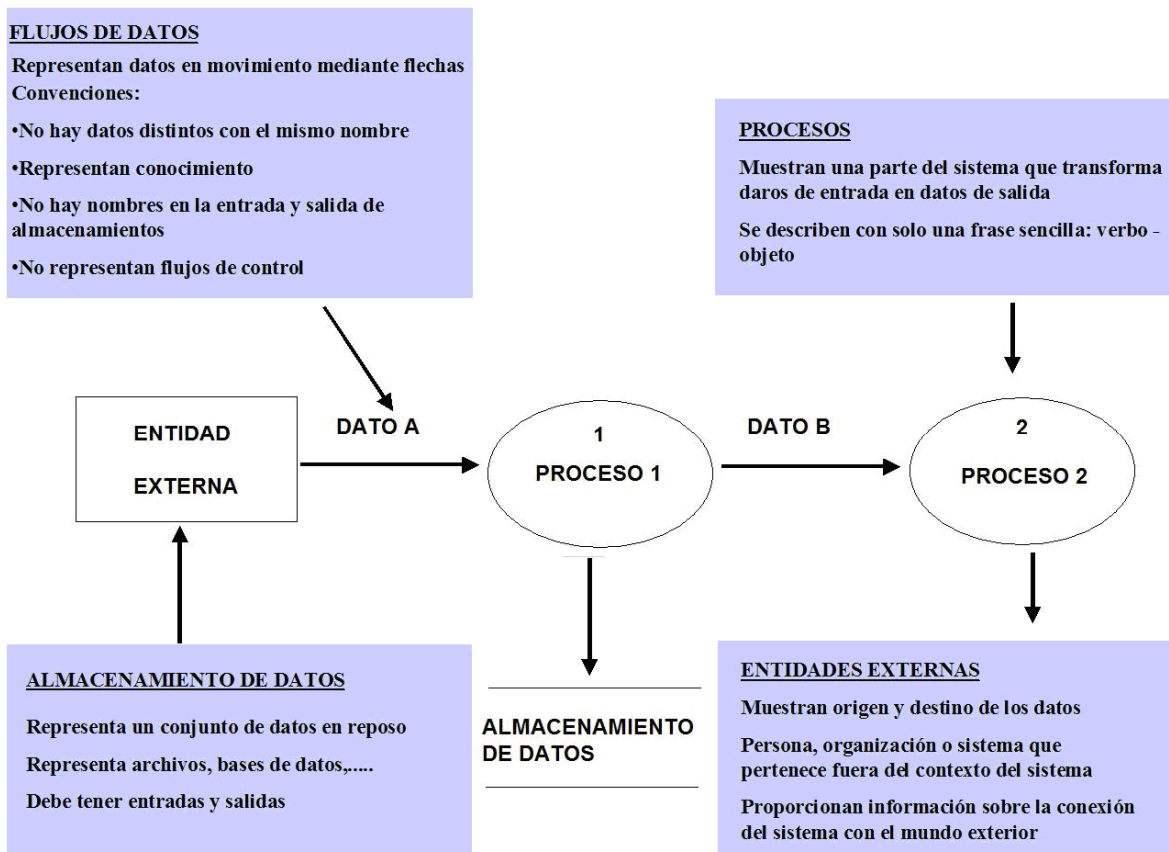 FLUJOS DE DATOS
Representan datos en movimiento mediante flechas
Convenciones:
•No hay datos distintos con el mismo nombre
•Representan conocimiento
•No hay nombres en la entrada y salida de
almacenamientos
•No representan flujos de control
PROCESOS
Muestran una parte del sistema que transforma
daros de entrada en datos de salida
Se describen con solo una frase sencilla: verbo -
objeto
ENTIDAD
EXTERNA
DATO A
1
PROCESO 1
DATO B
2
PROCESO 2
ALMACENAMIENTO DE DATOS
Representa un conjunto de datos en reposo
Representa archivos, bases de datos,.....
Debe tener entradas y salidas
ALMACENAMIENTO
DE DATOS
ENTIDADES EXTERNAS
Muestran origen y destino de los datos
Persona, organización o sistema que
pertenece fuera del contexto del sistema
Proporcionan información sobre la conexión
del sistema con el mundo exterior